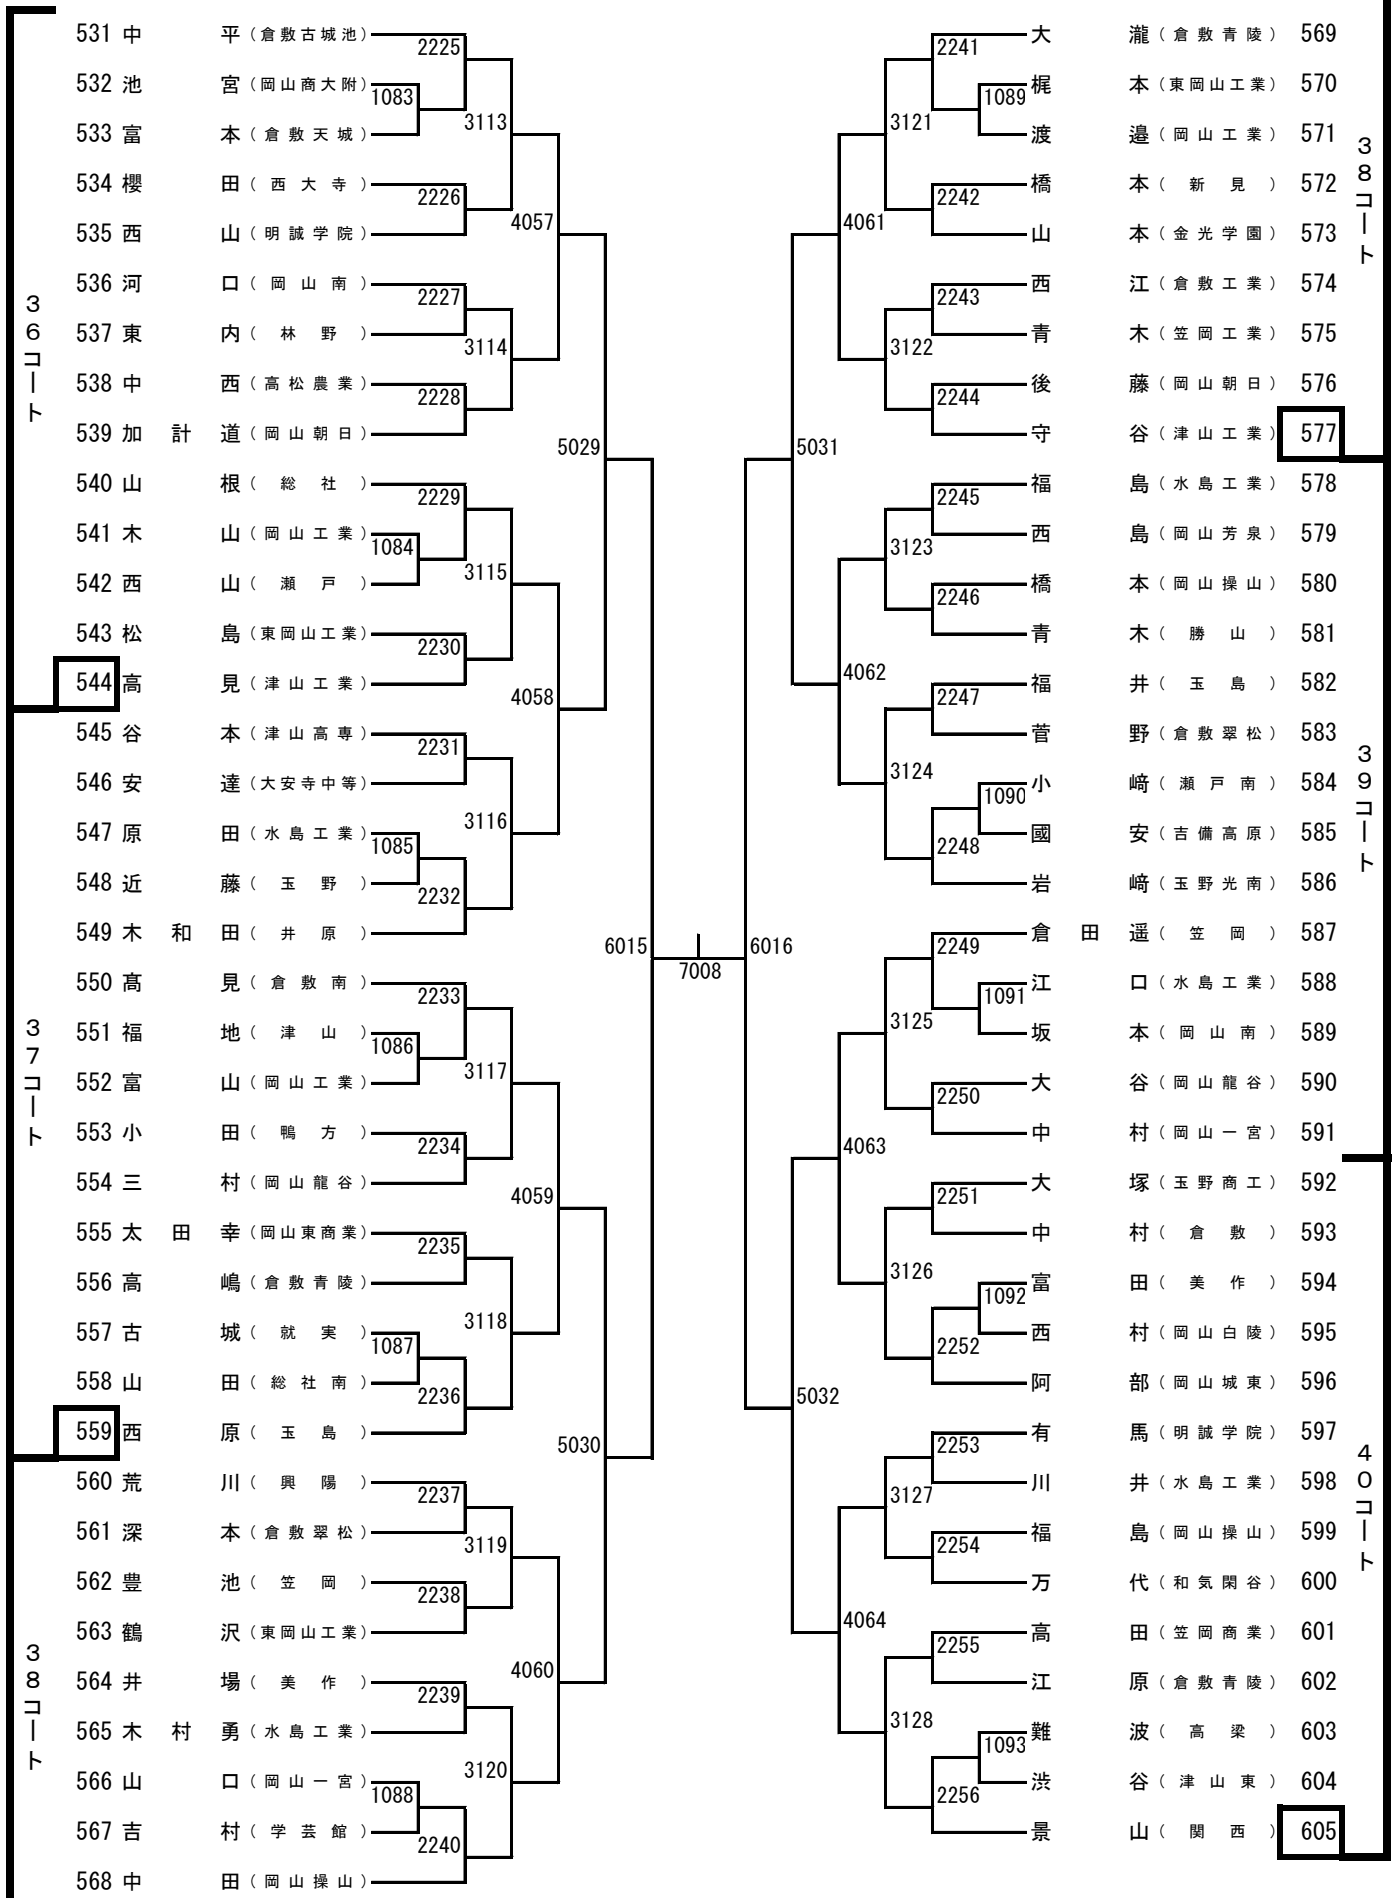 36コート
531 中 平 (倉敷古城池)
532 池 宮 (岡山商大附)
533 富 本 (倉敷天城)
534 櫻 田 (西大寺)
535 西 山 (明誠学院)
536 河 口 (岡山南)
537 東 内 (林野)
538 中 西 (高松農業)
539 加 計 道 (岡山朝日)
540 山 根 (総社)
541 木 山 (岡山工業)
542 西 山 (瀬戸)
543 松 島 (東岡山工業)
544 高 見 (津山工業)
37コート
545 谷 本 (津山高専)
546 安 達 (大安寺中等)
547 原 田 (水島工業)
548 近 藤 (玉野)
549 木 和 田 (井原)
550 髙 見 (倉敷南)
551 福 地 (津山)
552 富 山 (岡山工業)
553 小 田 (鴨方)
554 三 村 (岡山龍谷)
555 太 田 幸 (岡山東商業)
556 高 嶋 (倉敷青陵)
557 古 城 (就実)
558 山 田 (総社南)
559 西 原 (玉島)
38コート
560 荒 川 (興陽)
561 深 本 (倉敷翠松)
562 豊 池 (笠岡)
563 鶴 沢 (東岡山工業)
564 井 場 (美作)
565 木 村 勇 (水島工業)
566 山 口 (岡山一宮)
567 吉 村 (学芸館)
568 中 田 (岡山操山)
1083
1084
1085
1086
1087
1088
2225
2226
2227
2228
2229
2230
2231
2232
2233
2234
2235
2236
2237
2238
2239
2240
3113
3114
3115
3116
3117
3118
3119
3120
4057
4058
4059
4060
5029
5030
6015
7008
6016
5031
5032
4061
4062
4063
4064
3121
3122
3123
3124
3125
3126
3127
3128
2241
2242
2243
2244
2245
2246
2247
2248
2249
2250
2251
2252
2253
2254
2255
2256
1089
1090
1091
1092
1093
38コート
大 瀧 (倉敷青陵) 569
梶 本 (東岡山工業) 570
渡 邉 (岡山工業) 571
橋 本 (新見) 572
山 本 (金光学園) 573
西 江 (倉敷工業) 574
青 木 (笠岡工業) 575
後 藤 (岡山朝日) 576
守 谷 (津山工業) 577
39コート
福 島 (水島工業) 578
西 島 (岡山芳泉) 579
橋 本 (岡山操山) 580
青 木 (勝山) 581
福 井 (玉島) 582
菅 野 (倉敷翠松) 583
小 﨑 (瀬戸南) 584
國 安 (吉備高原) 585
岩 﨑 (玉野光南) 586
倉 田 遥 (笠岡) 587
江 口 (水島工業) 588
坂 本 (岡山南) 589
大 谷 (岡山龍谷) 590
中 村 (岡山一宮) 591
40コート
大 塚 (玉野商工) 592
中 村 (倉敷) 593
富 田 (美作) 594
西 村 (岡山白陵) 595
阿 部 (岡山城東) 596
有 馬 (明誠学院) 597
川 井 (水島工業) 598
福 島 (岡山操山) 599
万 代 (和気閑谷) 600
高 田 (笠岡商業) 601
江 原 (倉敷青陵) 602
難 波 (高梁) 603
渋 谷 (津山東) 604
景 山 (関西) 605